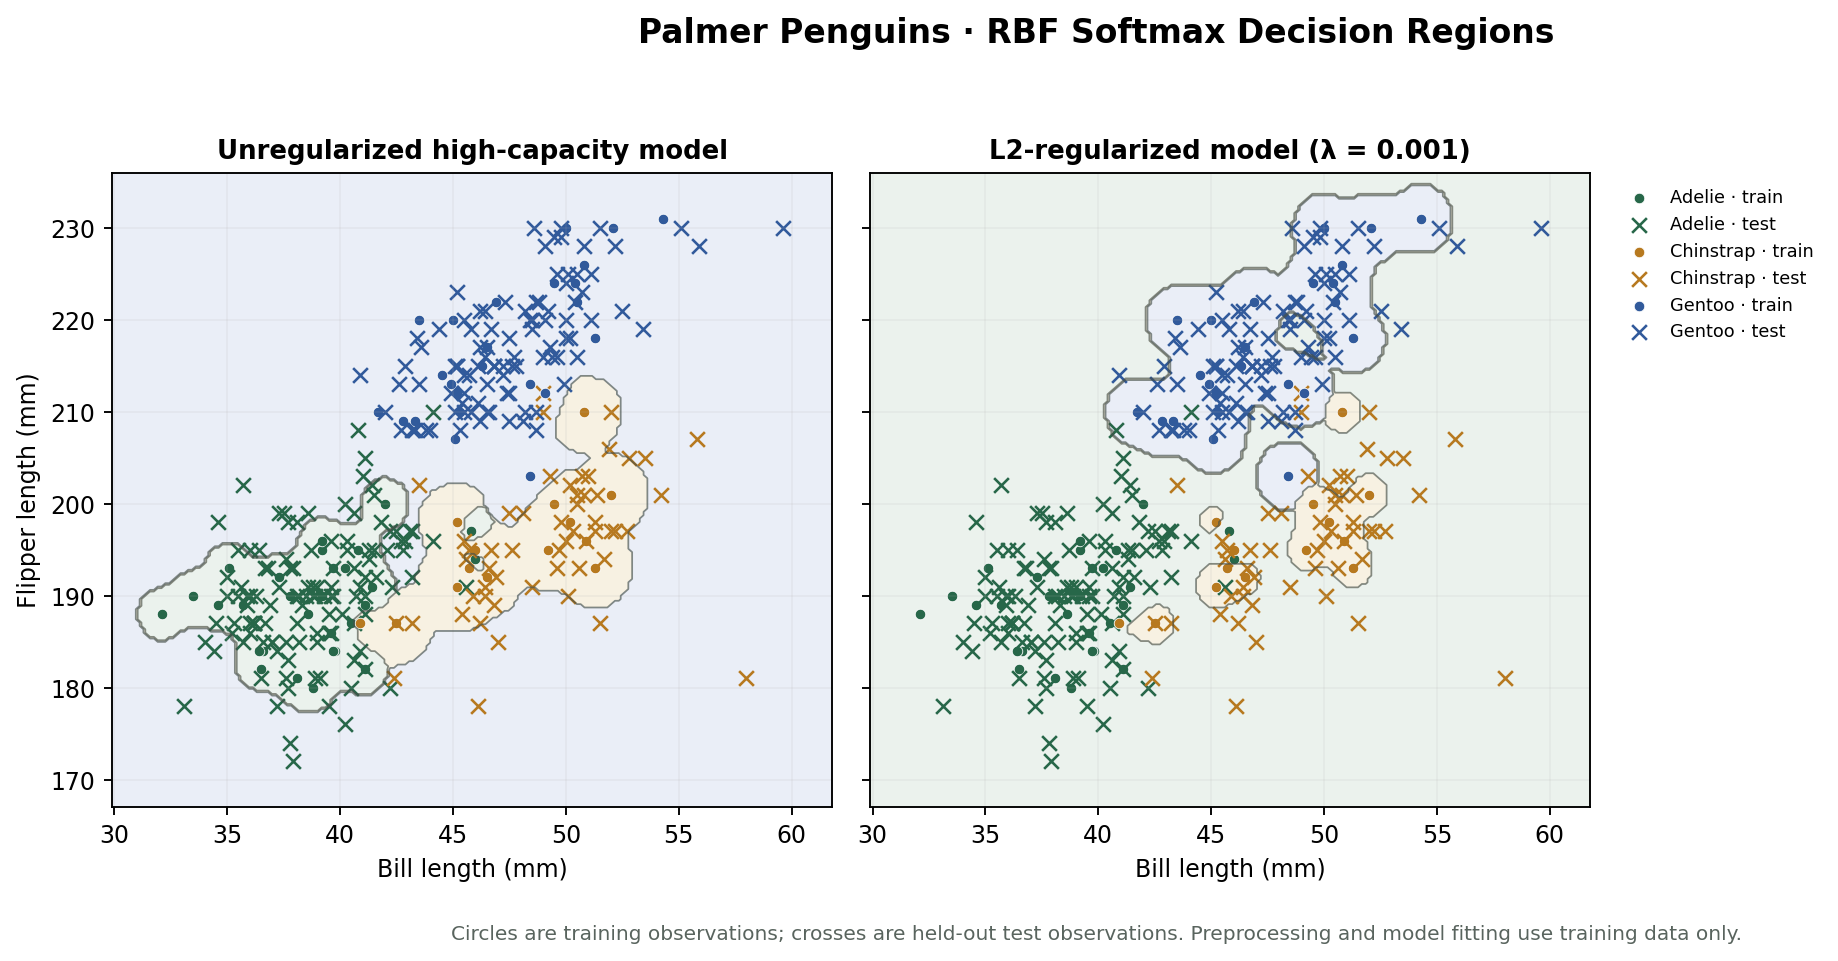 Palmer Penguins · RBF Softmax Decision Regions
Unregularized high-capacity model
L2-regularized model (λ = 0.001)
Flipper length (mm)
230
220
210
200
190
180
170
30
35
40
45
50
55
60
30
35
40
45
50
55
60
Bill length (mm)
Bill length (mm)
Adelie · train
Adelie · test
Chinstrap · train
Chinstrap · test
Gentoo · train
Gentoo · test
Circles are training observations; crosses are held-out test observations. Preprocessing and model fitting use training data only.